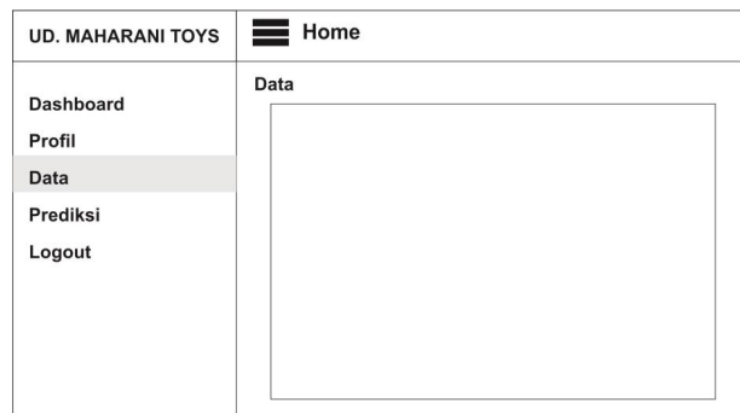 UD. MAHARANI TOYS
Home
Dashboard
Profil
Data
Prediksi
Logout
Data